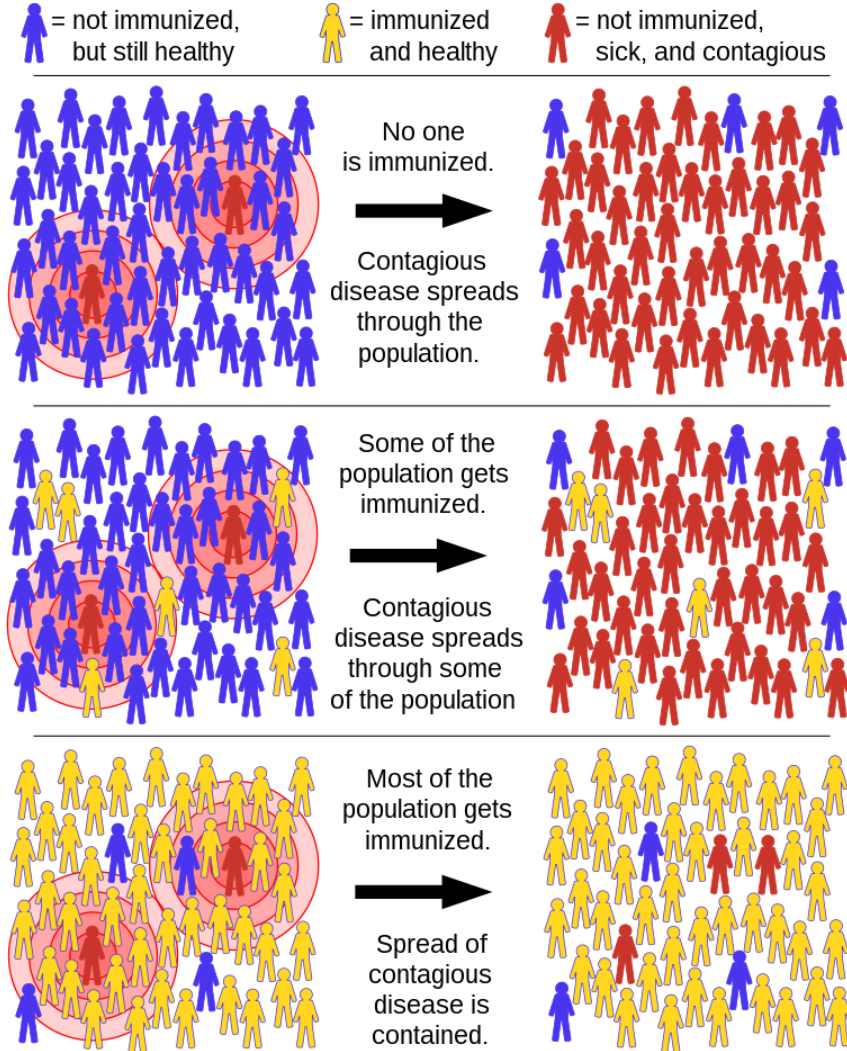 = not immunized,
but still healthy
= immunized
and healthy
= not immunized,
sick, and contagious
No one
is immunized.
Contagious
disease spreads
through the
population.
Some of the
population gets
immunized.
Contagious
disease spreads
through some
of the population
Most of the
population gets
immunized.
Spread of
contagious
disease is
contained.